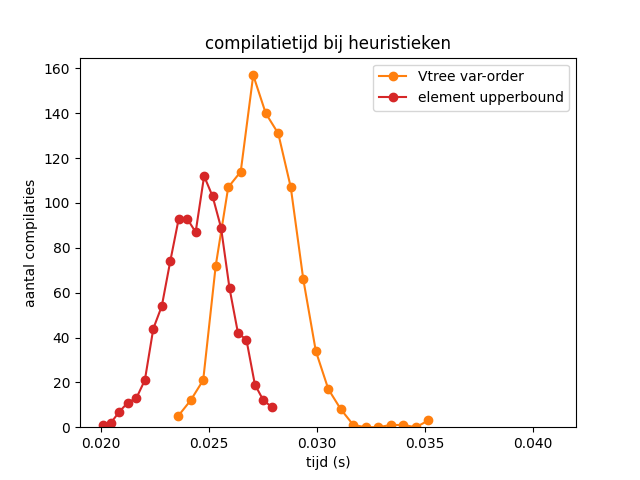 compilatietijd bij heuristieken
Vtree var-order
element upperbound
aantal compilaties
160
140
120
100
80
60
40
20
0
0.020 0.025 0.030 0.035 0.040
tijd (s)